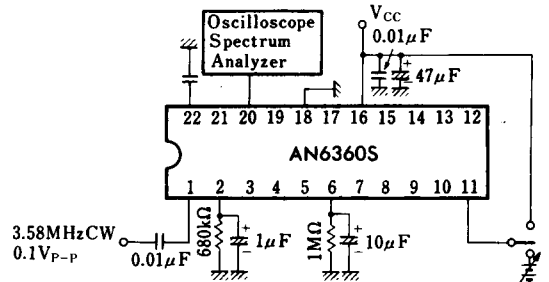 Oscilloscope
Spectrum
Analyzer
VCC
0.01μF
+
47μF
22 21 20 19 18 17 16 15 14 13 12
AN6360S
1 2 3 4 5 6 7 8 9 10 11
3.58MHzCW
0.1VP-P
0.01μF
680kΩ
+
1μF
1MΩ
+
10μF